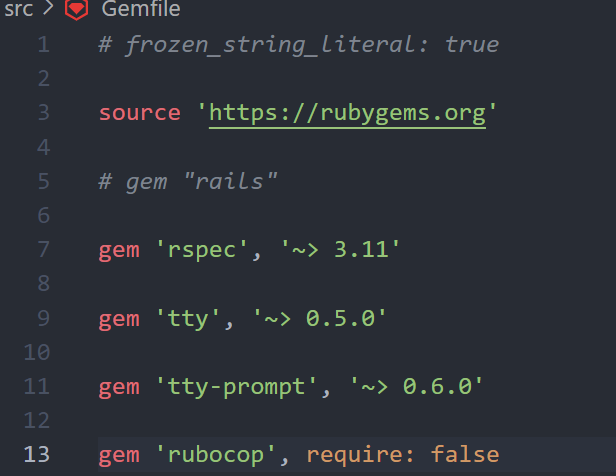 src > Gemfile
1 # frozen_string_literal: true
2
3 source 'https://rubygems.org'
4
5 # gem "rails"
6
7 gem 'rspec', '~> 3.11'
8
9 gem 'tty', '~> 0.5.0'
10
11 gem 'tty-prompt', '~> 0.6.0'
12
13 gem 'rubocop', require: false